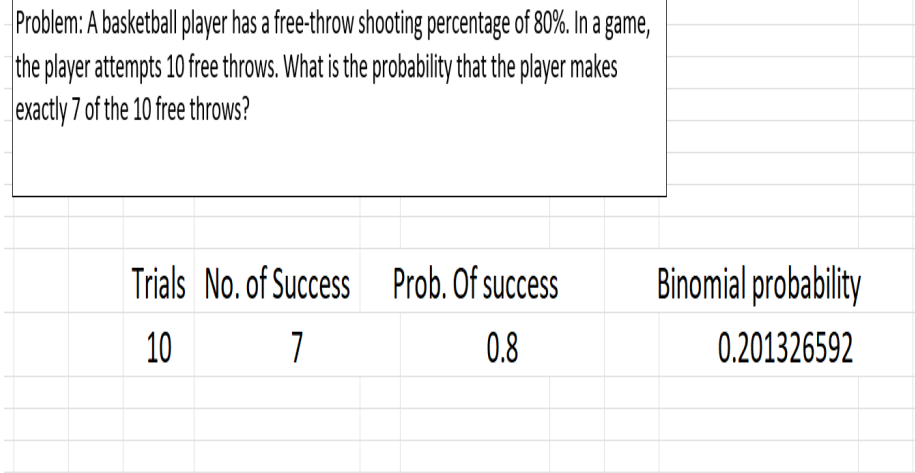 Problem: A basketball player has a free-throw shooting percentage of 80%. In a game,
the player attempts 10 free throws. What is the probability that the player makes
exactly 7 of the 10 free throws?
Trials No. of Success Prob. Of success Binomial probability
10 7 0.8 0.201326592